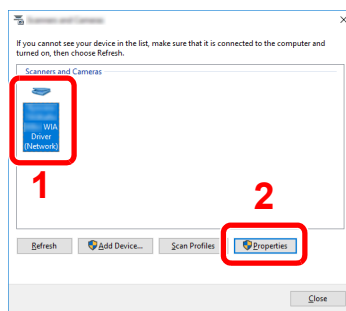 If you cannot see your device in the list, make sure that it is connected to the computer and
turned on, then choose Refresh.
Scanners and Cameras
WIA
Driver
(Network)
1
2
Refresh
Add Device...
Scan Profiles
Properties
Close